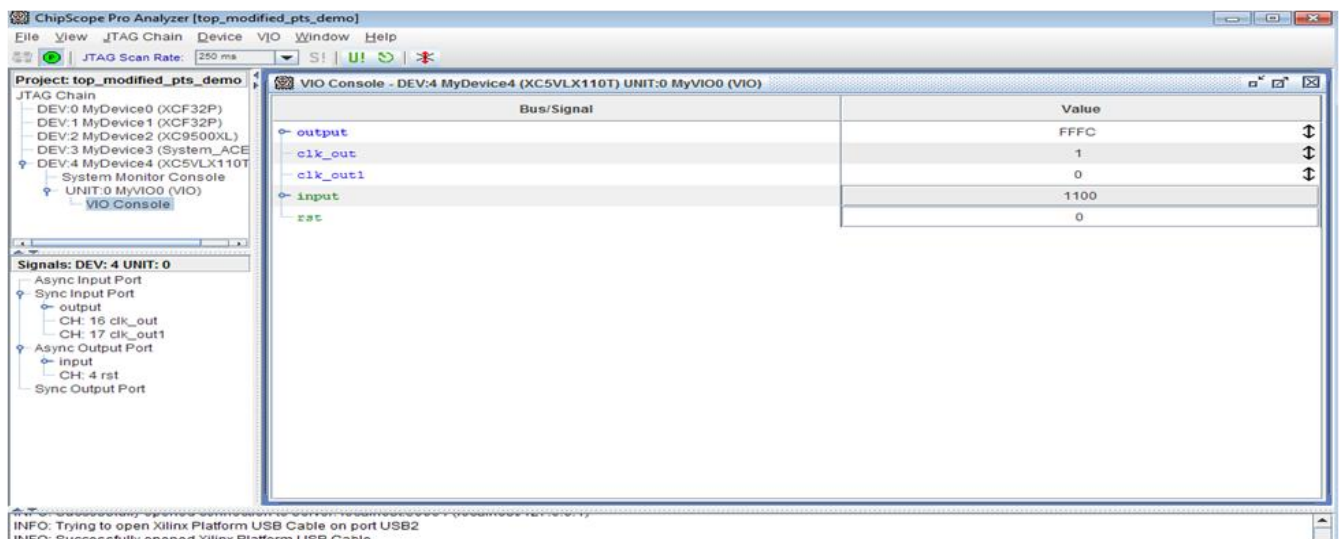 ChipScope Pro Analyzer [top_modified_pts_demo]
File View JTAG Chain Device VIO Window Help
JTAG Scan Rate: 250 ms S! U!
Project: top_modified_pts_demo
JTAG Chain
DEV:0 MyDevice0 (XCF32P)
DEV:1 MyDevice1 (XCF32P)
DEV:2 MyDevice2 (XC9500XL)
DEV:3 MyDevice3 (System_ACE
DEV:4 MyDevice4 (XC5VLX110T
System Monitor Console
UNIT:0 MyVIO0 (VIO)
VIO Console
Signals: DEV: 4 UNIT: 0
Async Input Port
Sync Input Port
output
CH: 16 clk_out
CH: 17 clk_out1
Async Output Port
input
CH: 4 rst
Sync Output Port
VIO Console - DEV:4 MyDevice4 (XC5VLX110T) UNIT:0 MyVIO0 (VIO)
Bus/Signal Value
output FFFC
clk_out 1
clk_out1 0
input 1100
rst 0
INFO: Trying to open Xilinx Platform USB Cable on port USB2
INFO: Successfully opened Xilinx Platform USB Cable